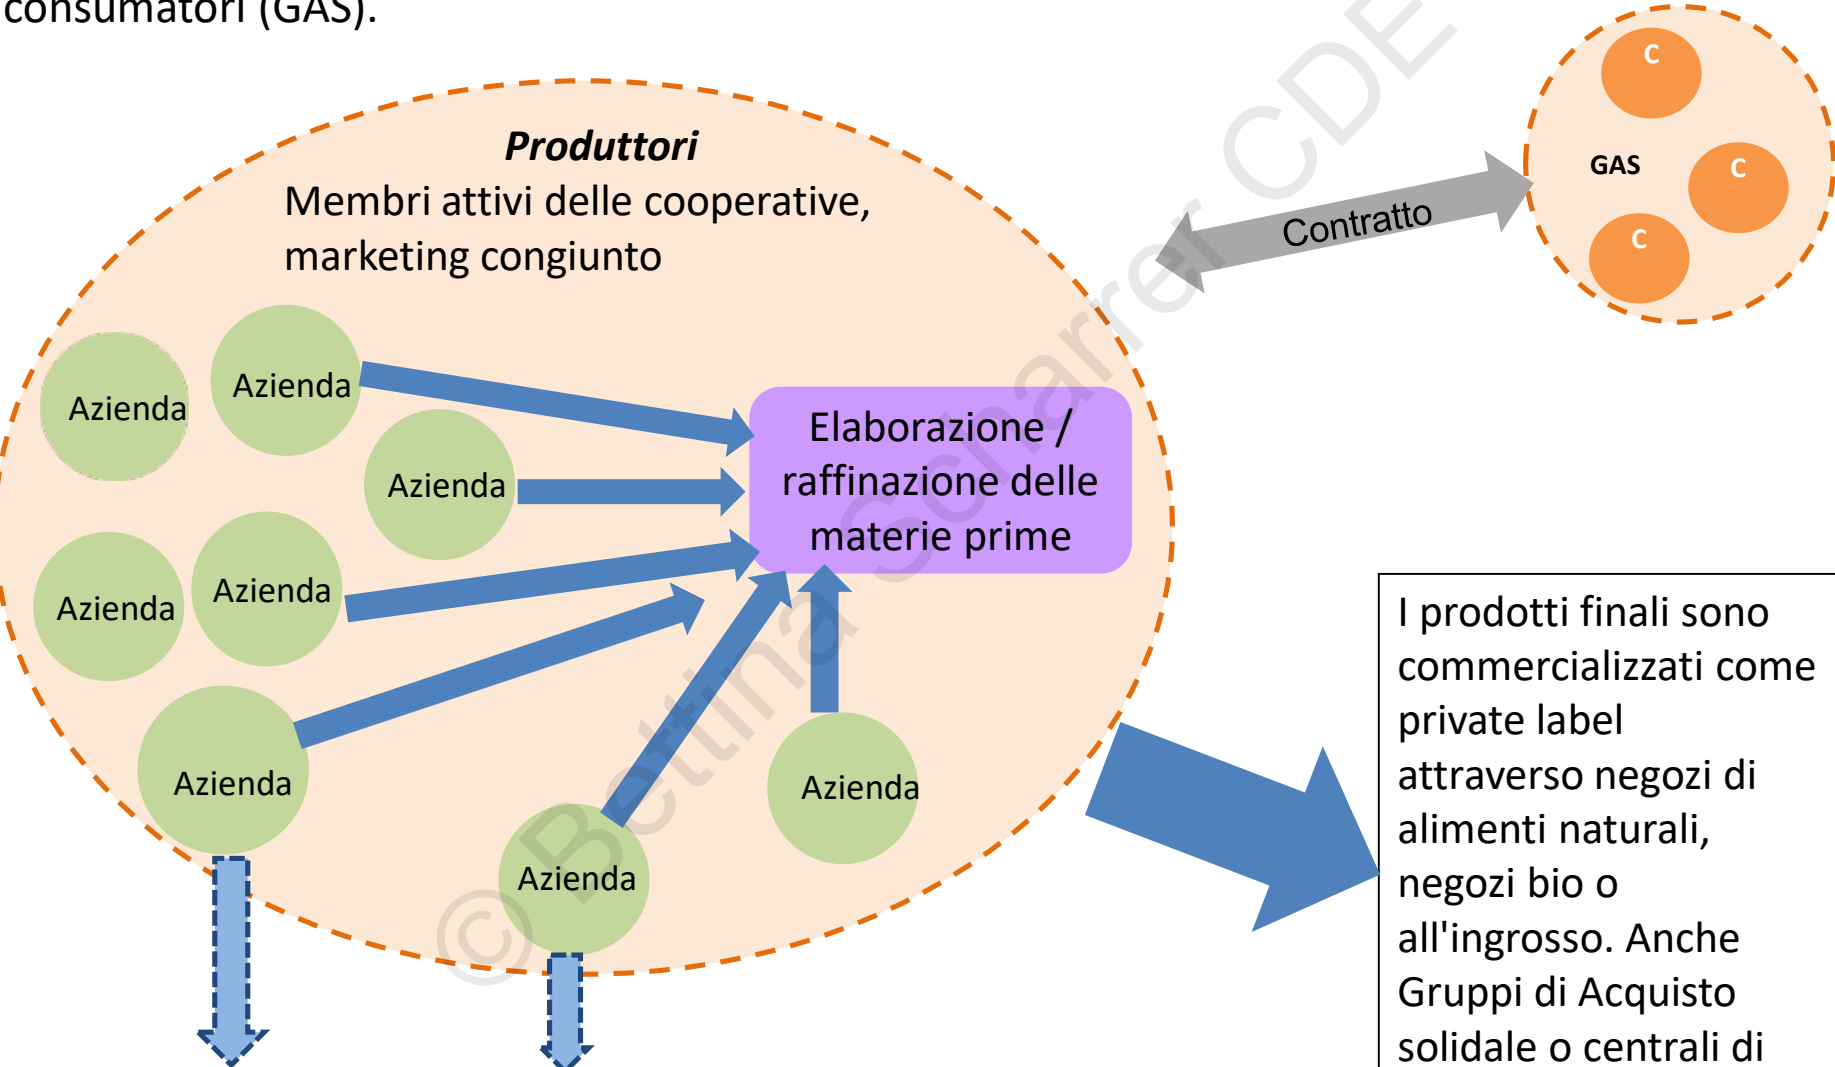 consumatori (GAS).
Produttori
Membri attivi delle cooperative,
marketing congiunto
C
GAS
C
C
Contratto
Azienda
Azienda
Azienda
Azienda
Azienda
Azienda
Azienda
Azienda
Elaborazione /
raffinazione delle
materie prime
I prodotti finali sono
commercializzati come
private label
attraverso negozi di
alimenti naturali,
negozi bio o
all'ingrosso. Anche
Gruppi di Acquisto
solidale o centrali di
© Bettina Scharrer CDE